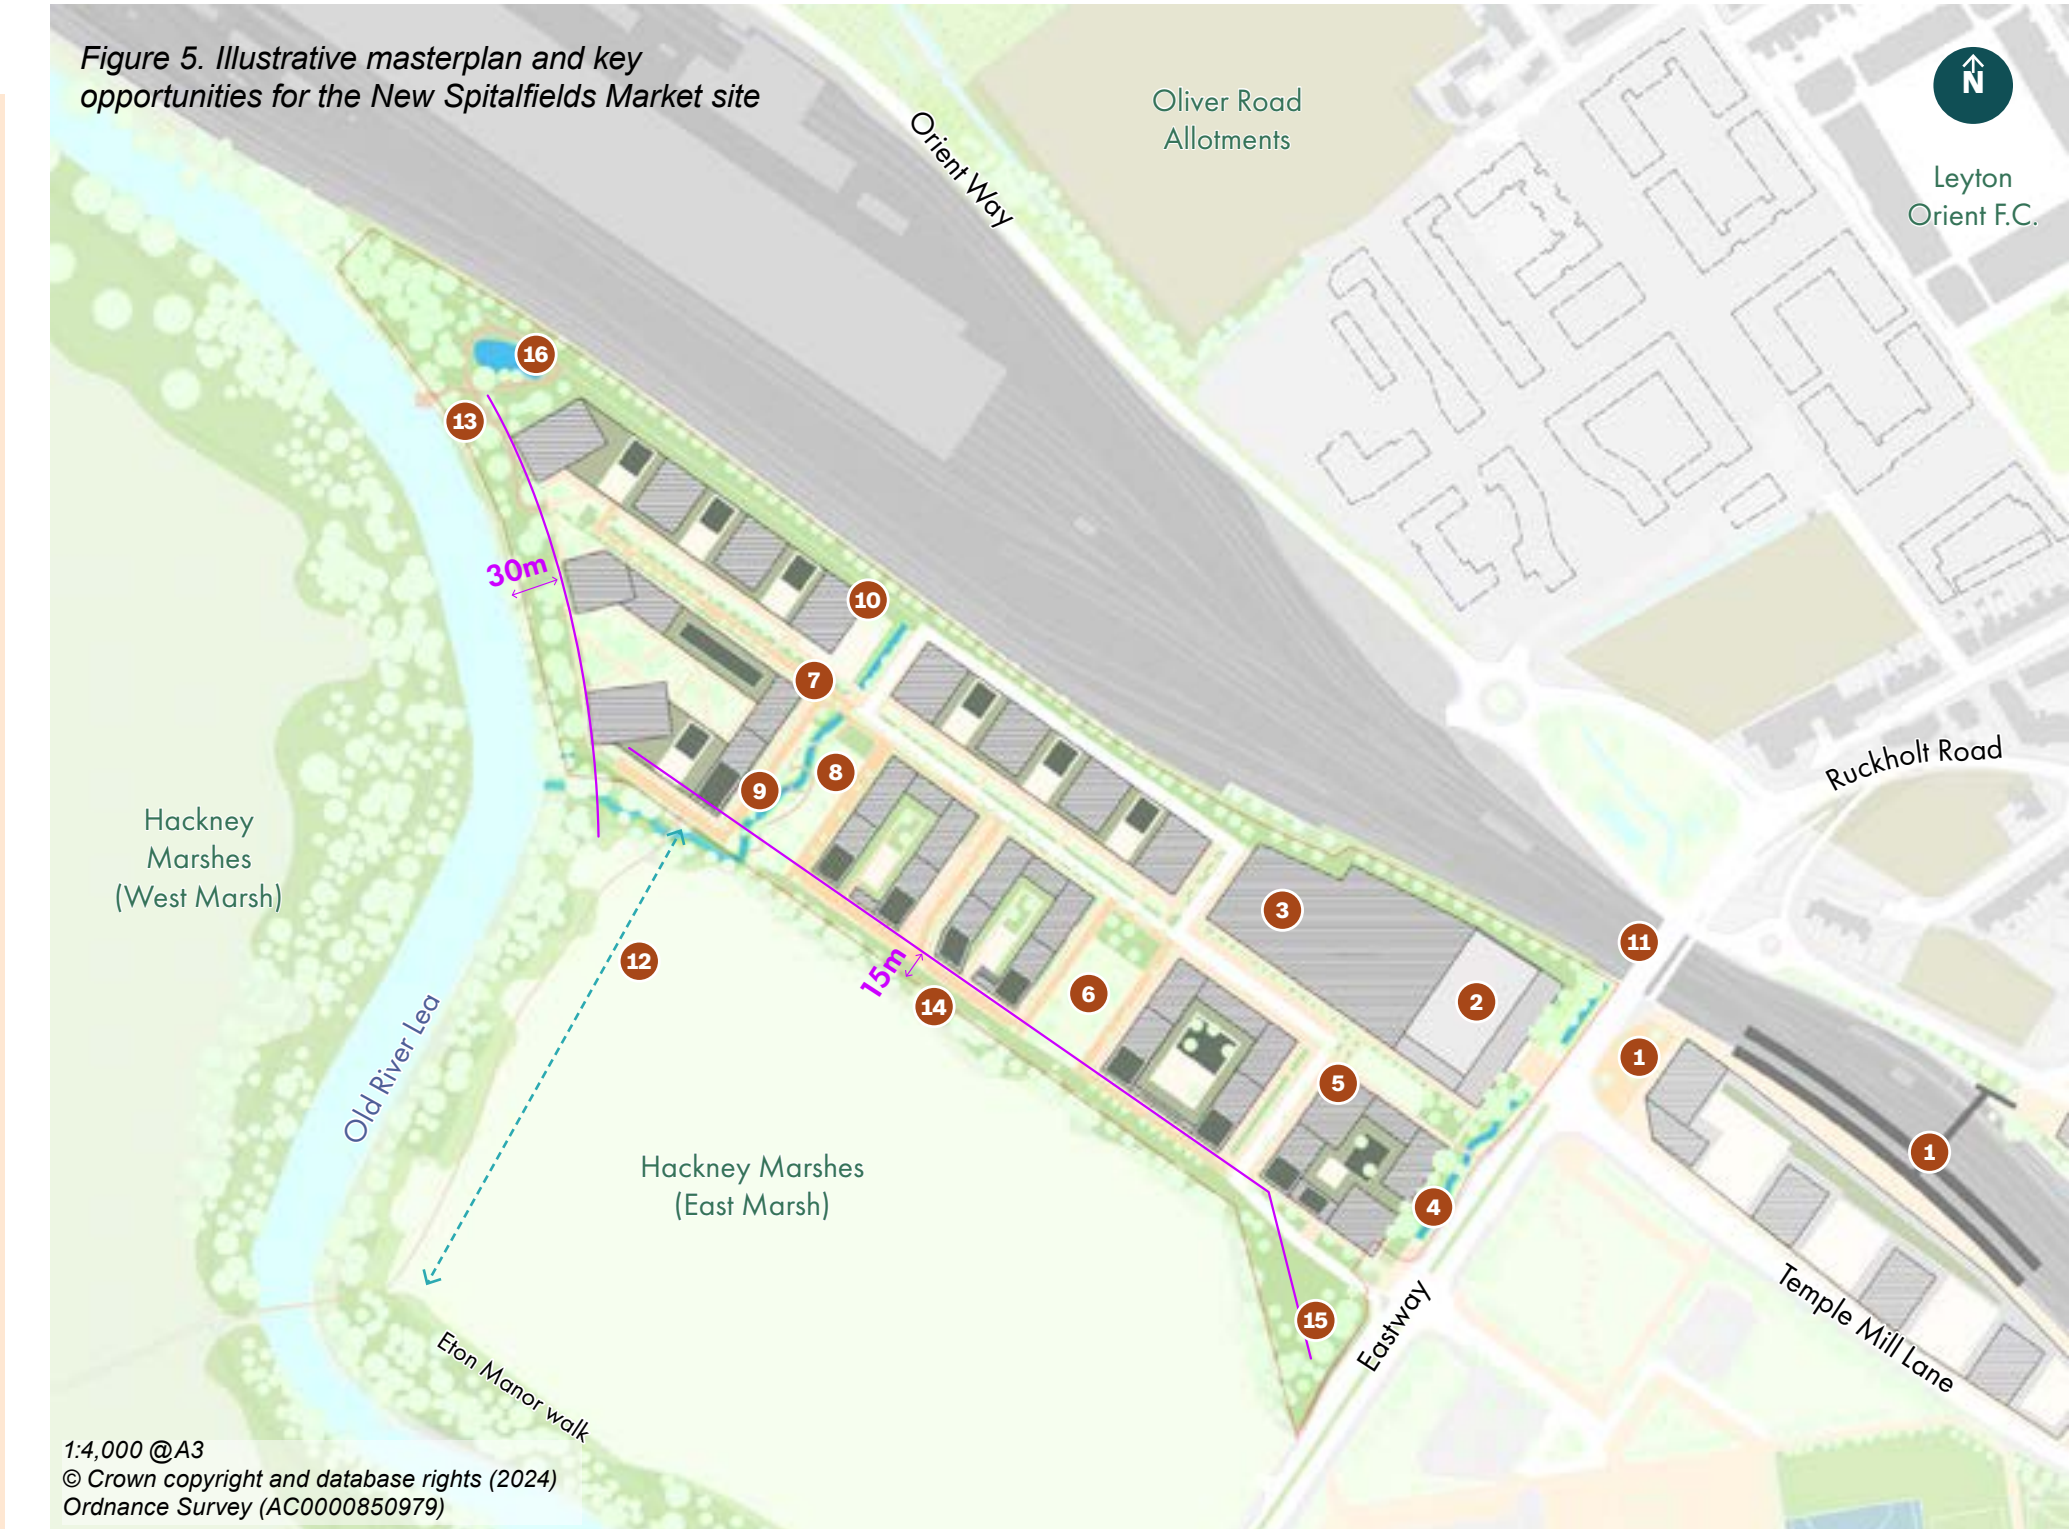 Figure 5. Illustrative masterplan and key
opportunities for the New Spitalfields Market site
N
Oliver Road
Allotments
Orient Way
Leyton
Orient F.C.
16
13
30m
10
7
8
9
Ruckholt Road
Hackney
Marshes
(West Marsh)
3
11
12
15m
14
6
2
1
5
1
Old River Lea
Hackney Marshes
(East Marsh)
4
15
Eastway
Temple Mill Lane
Eton Manor walk
1:4,000 @A3
© Crown copyright and database rights (2024)
Ordnance Survey (AC0000850979)